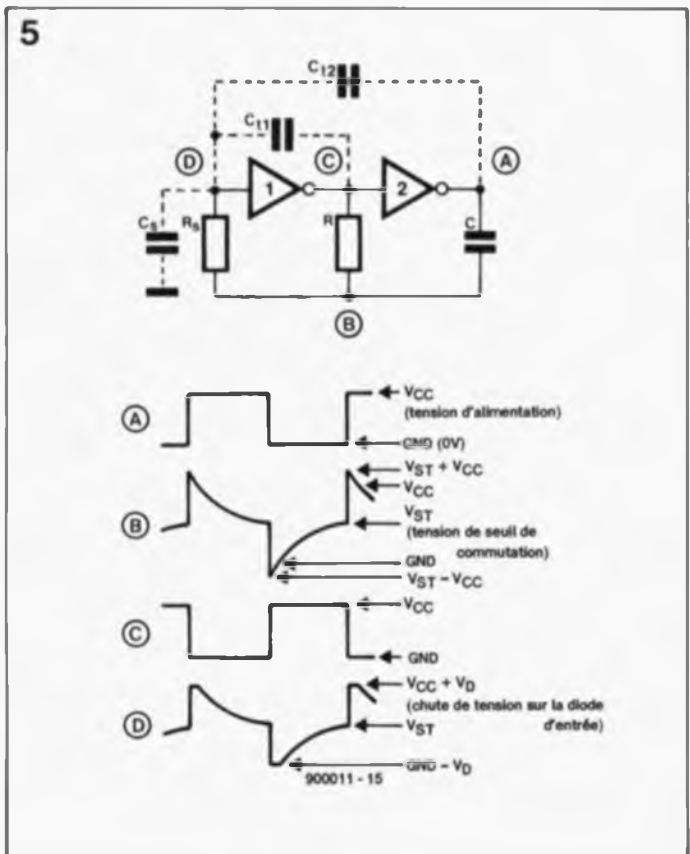 5
Ct2
Ct1
D
C
A
1
2
Cs
Rs
R
C
B
A
VCC
(tension d'alimentation)
GND (0V)
B
VST + VCC
VCC
VST
(tension de seuil de
commutation)
GND
VST – VCC
C
VCC
GND
D
VCC + VD
(chute de tension sur la diode
d'entrée)
VST
GND – VD
900011 - 15